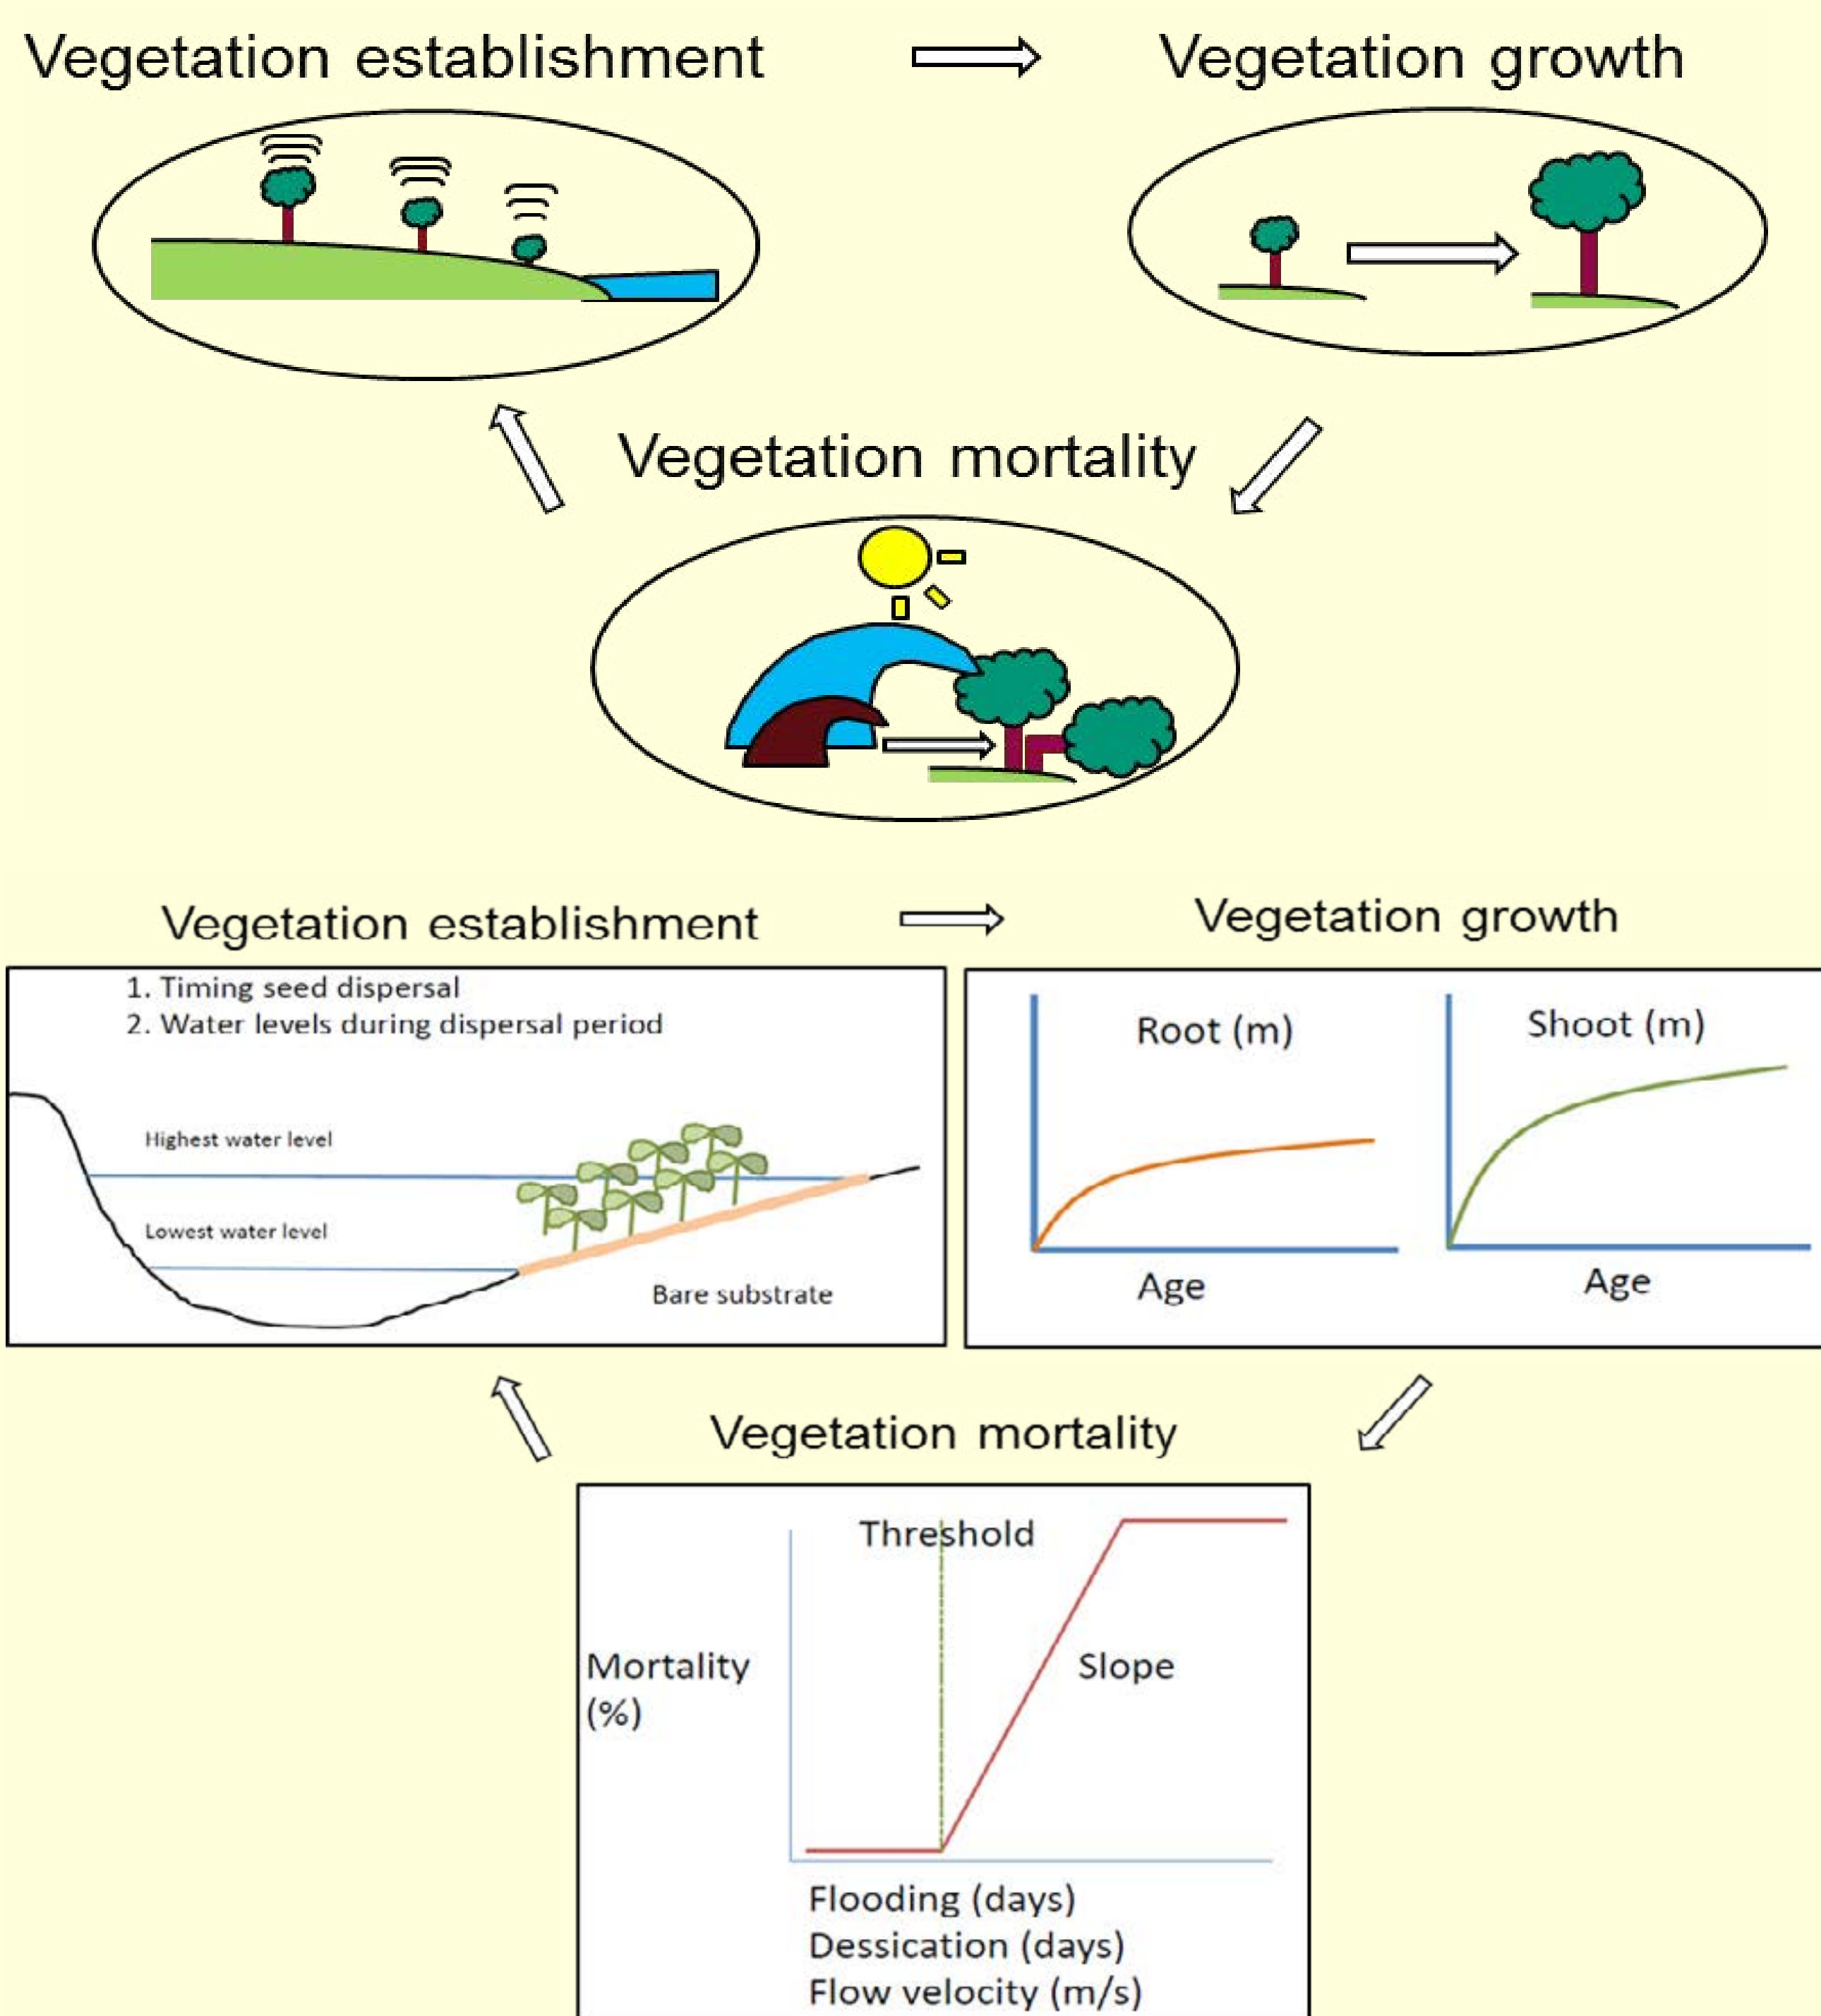 Vegetation establishment
Vegetation growth
Vegetation mortality
Vegetation establishment
Vegetation growth
1. Timing seed dispersal
2. Water levels during dispersal period
Highest water level
Lowest water level
Bare substrate
Root (m)
Age
Shoot (m)
Age
Vegetation mortality
Threshold
Mortality
(%)
Slope
Flooding (days)
Dessication (days)
Flow velocity (m/s)